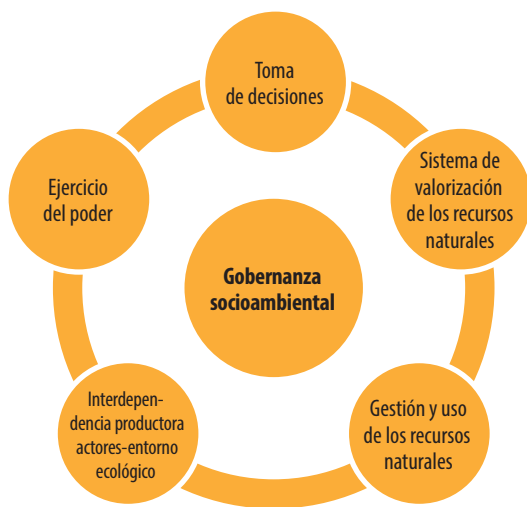 Toma
de decisiones
Sistema de
valorización
de los recursos
naturales
Gestión y uso
de los recursos
naturales
Interdepen-
dencia productora
actores-entorno
ecológico
Ejercicio
del poder
Gobernanza
socioambiental